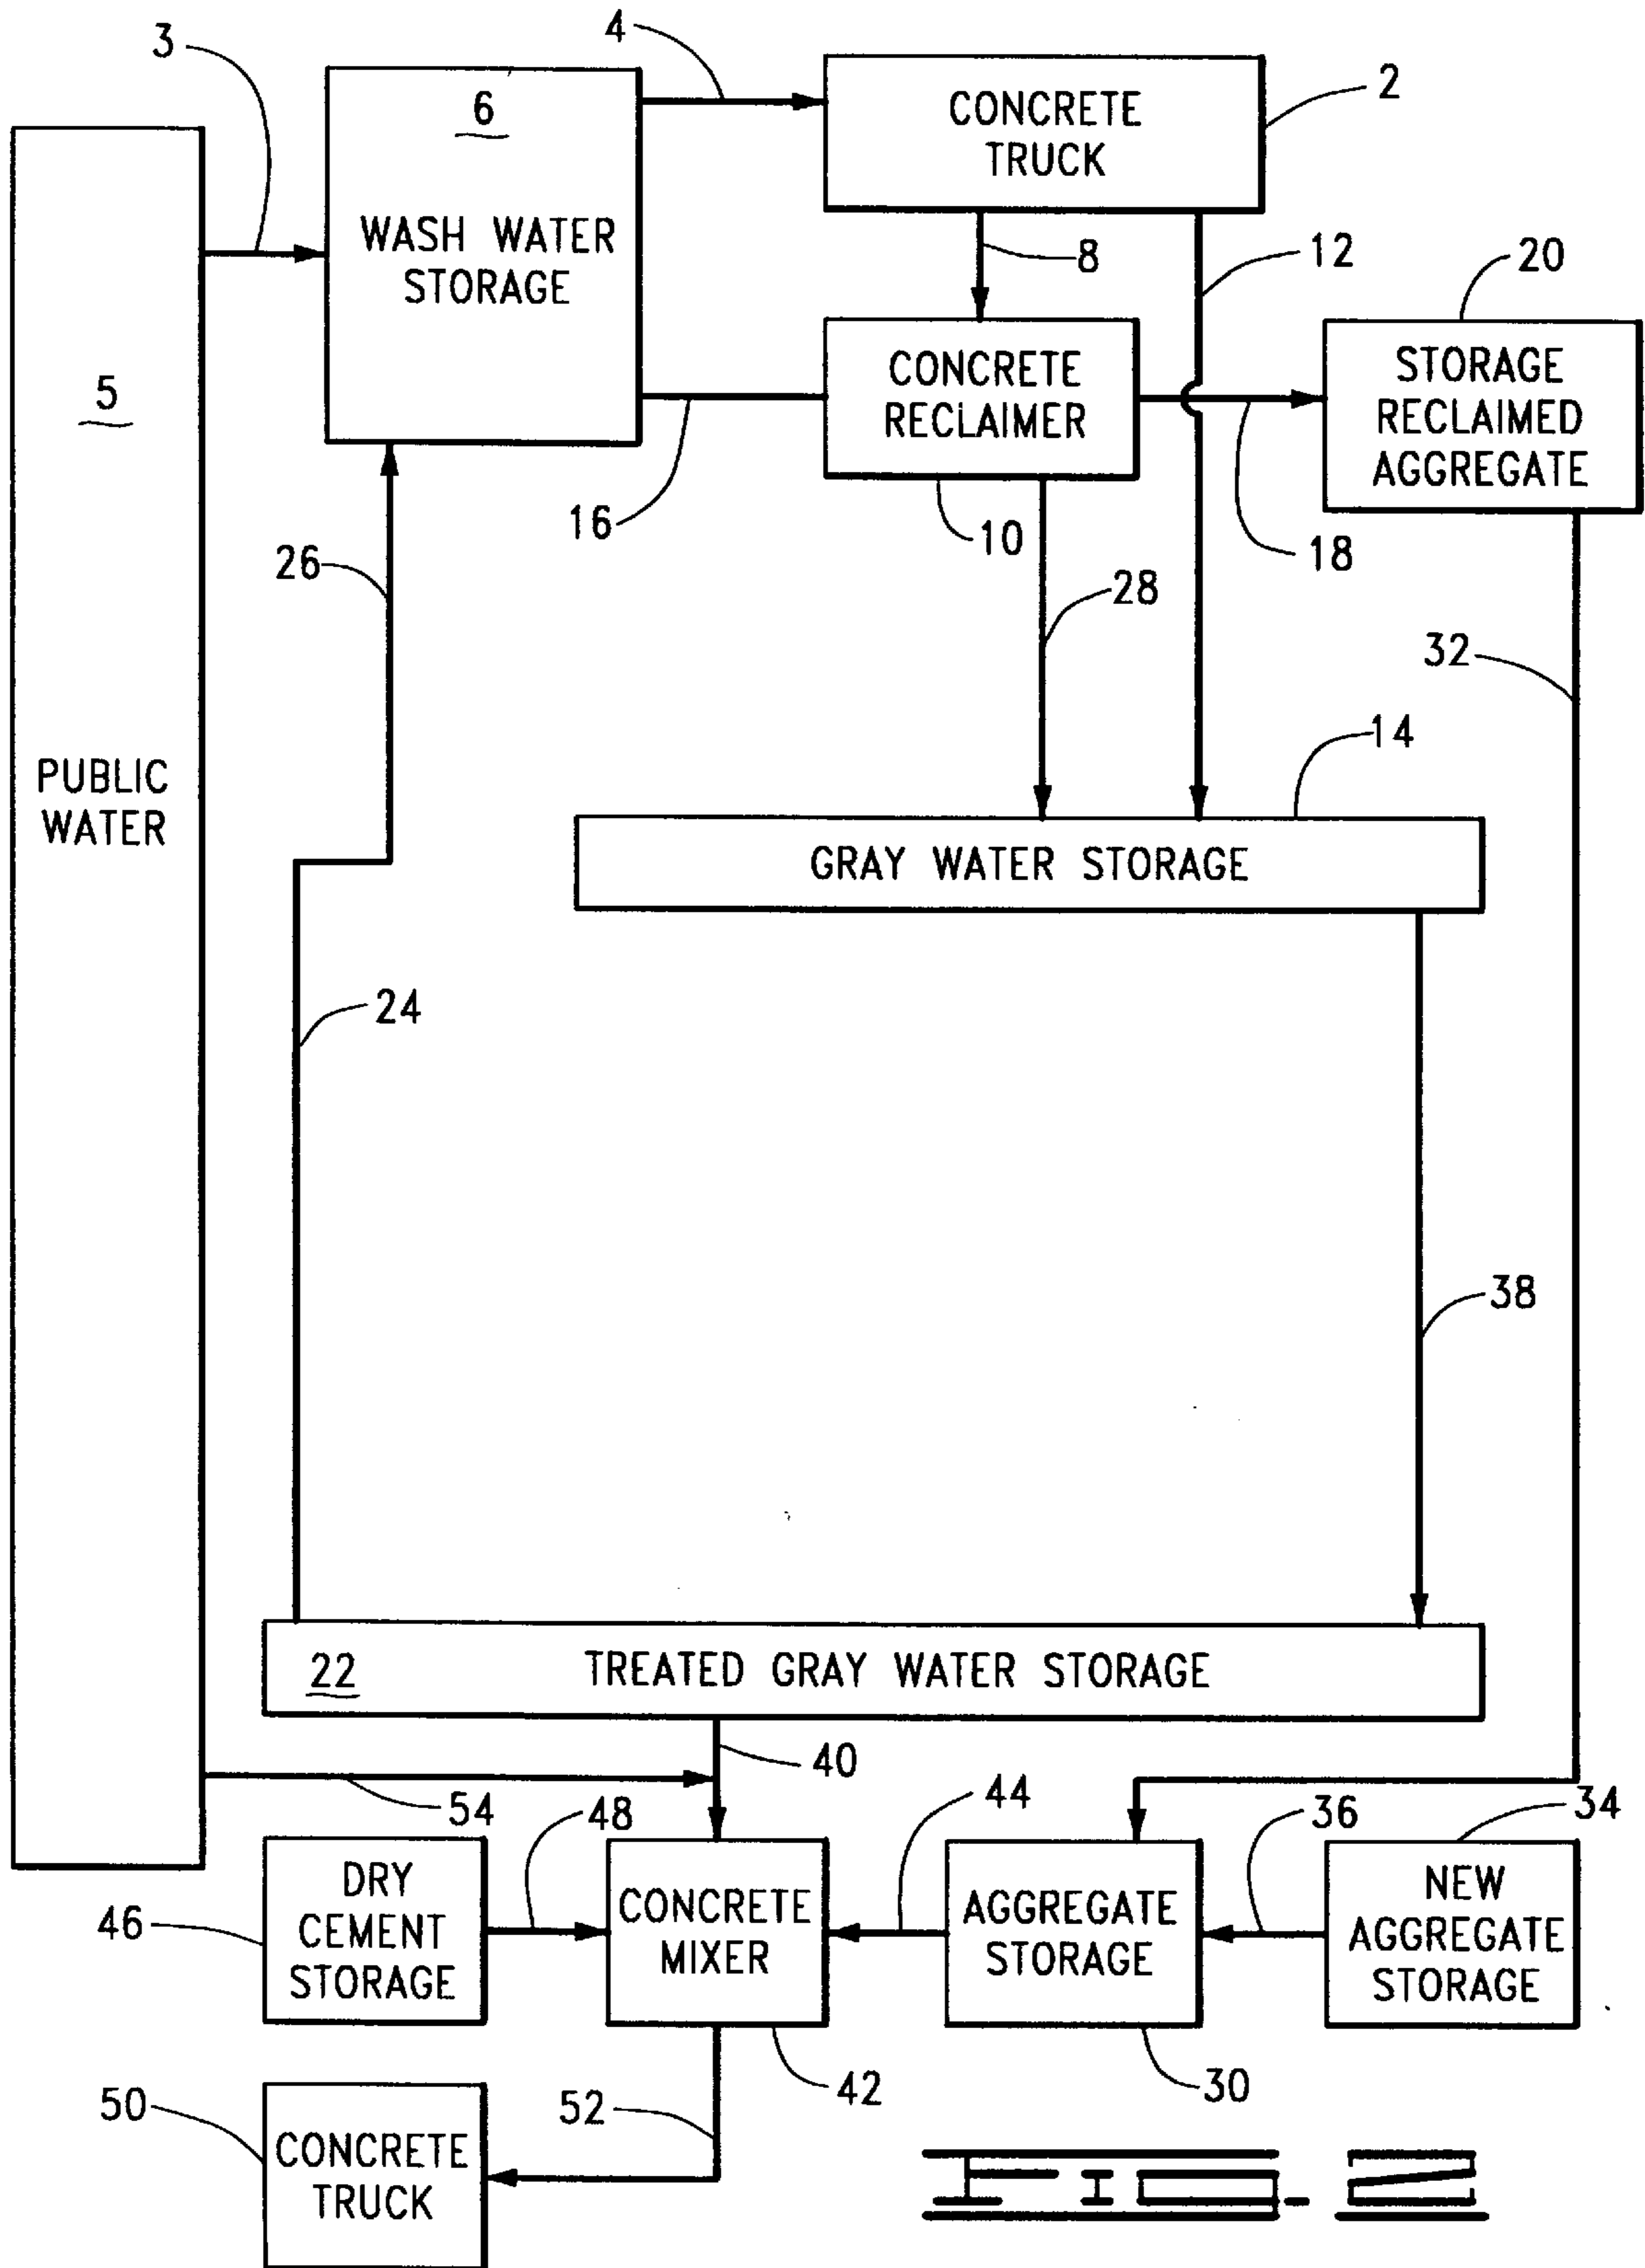 3
4
6
CONCRETE
TRUCK
2
WASH WATER
STORAGE
8
12
20
5
CONCRETE
RECLAIMER
STORAGE
RECLAIMED
AGGREGATE
16
10
18
26
28
32
14
PUBLIC
WATER
GRAY WATER STORAGE
24
38
22
TREATED GRAY WATER STORAGE
40
54
48
44
36
34
46
DRY
CEMENT
STORAGE
CONCRETE
MIXER
AGGREGATE
STORAGE
NEW
AGGREGATE
STORAGE
50
52
42
30
CONCRETE
TRUCK
FIG. 2